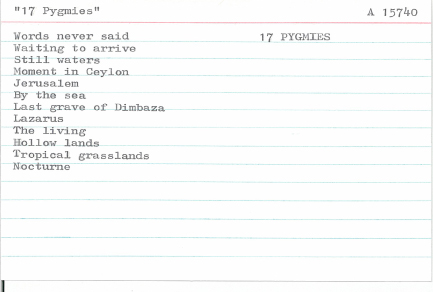 "17 Pygmies" A 15740
Words never said 17 PYGMIES
Waiting to arrive
Still waters
Moment in Ceylon
Jerusalem
By the sea
Last grave of Dimbaza
Lazarus
The living
Hollow lands
Tropical grasslands
Nocturne